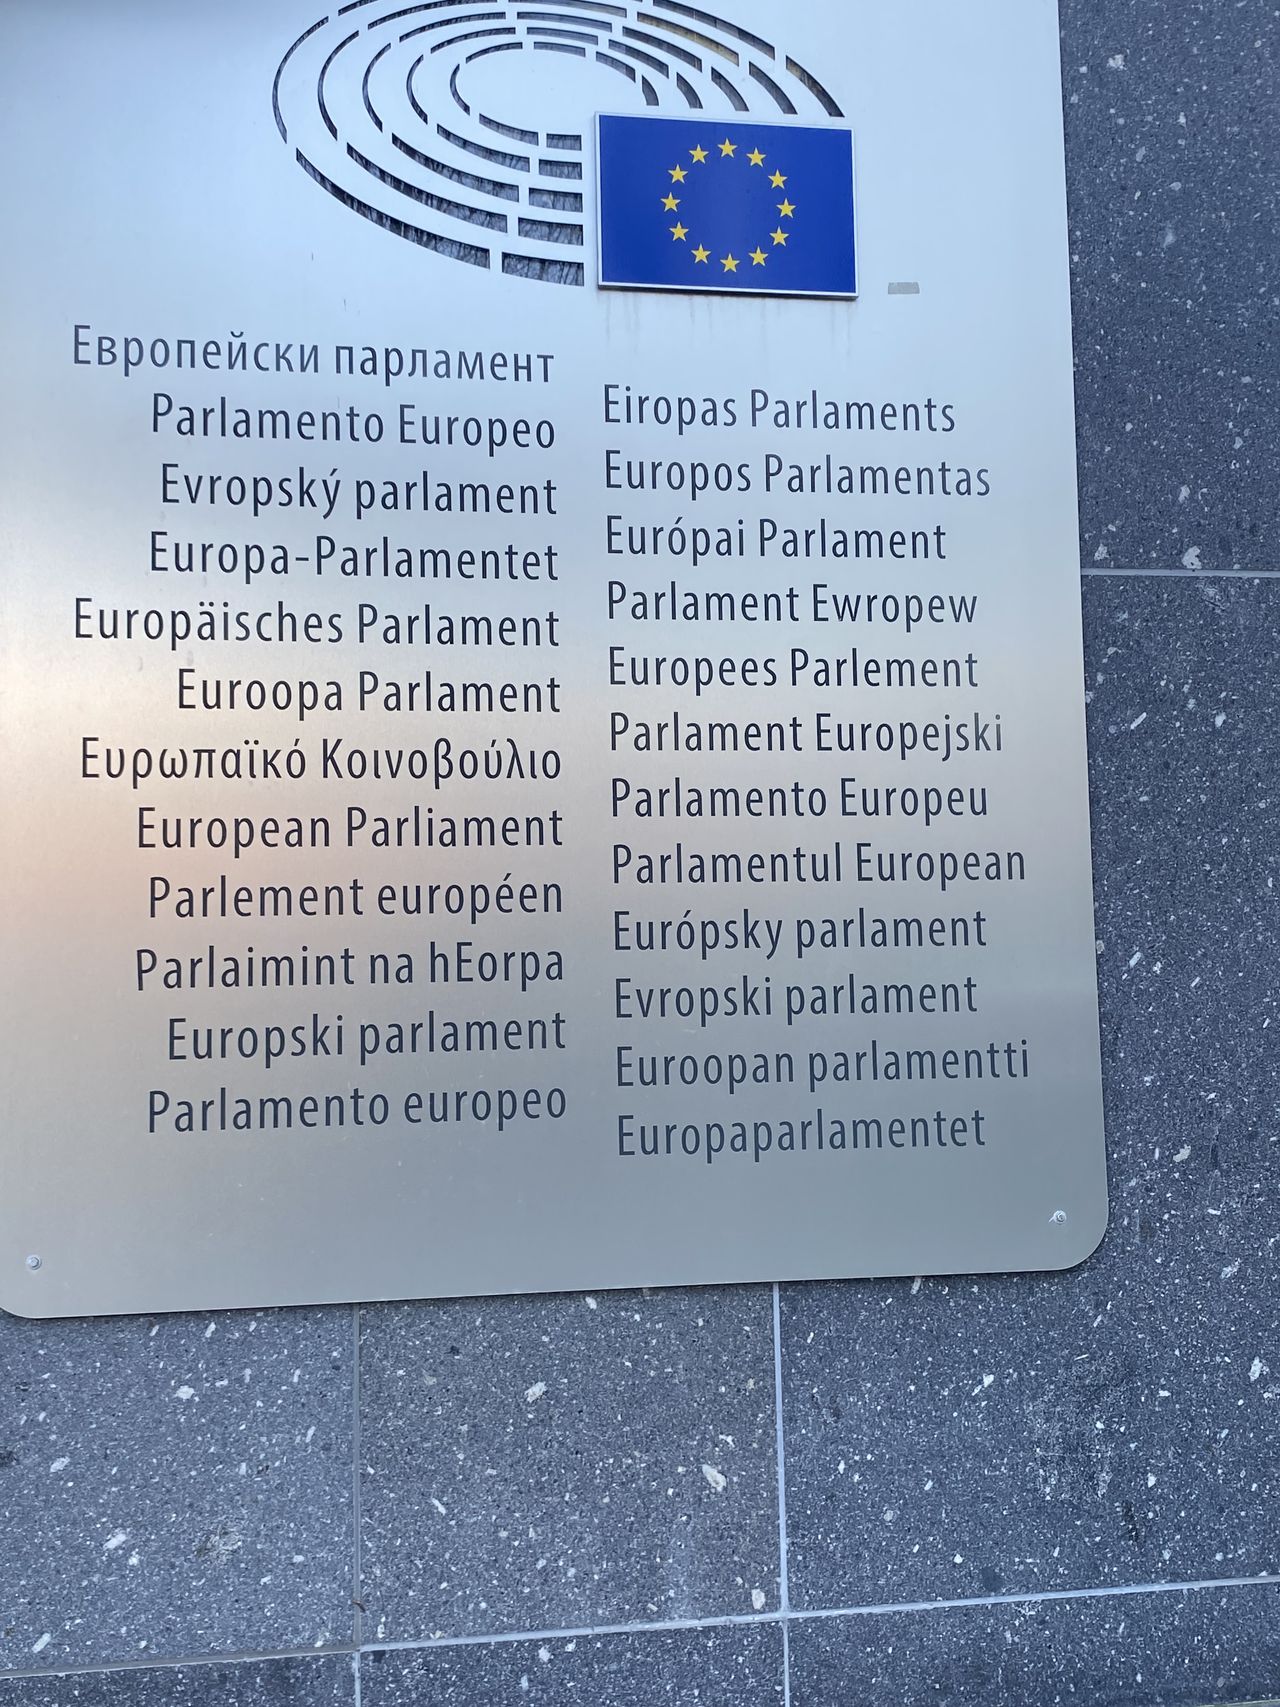 Европейски парламент
Parlamento Europeo
Evropský parlament
Europa-Parlamentet
Europäisches Parlament
Euroopa Parlament
Ευρωπαϊκό Κοινοβούλιο
European Parliament
Parlement européen
Parlaimint na hEorpa
Europski parlament
Parlamento europeo
Eiropas Parlaments
Europos Parlamentas
Európai Parlament
Parlament Ewropew
Europees Parlement
Parlament Europejski
Parlamento Europeu
Parlamentul European
Európsky parlament
Evropski parlament
Euroopan parlamentti
Europaparlamentet